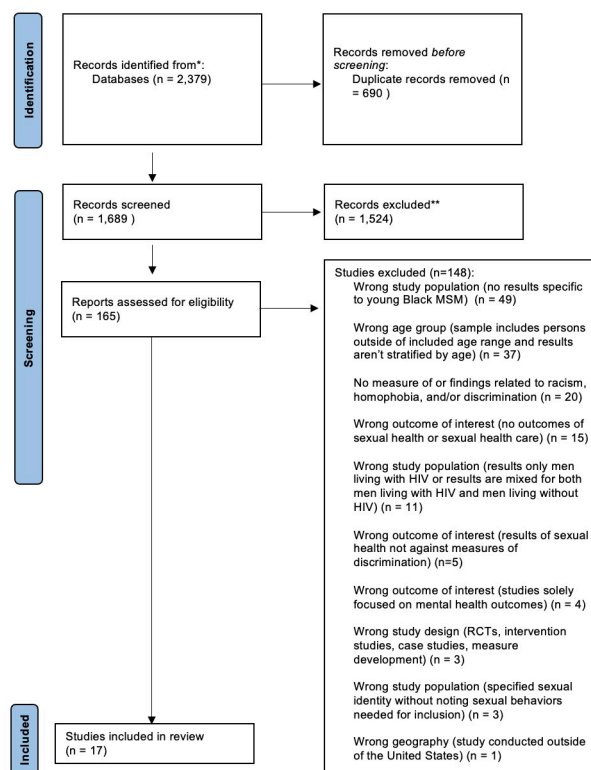 Identification
Records identified from*:
Databases (n = 2,379)
Records removed before
screening:
Duplicate records removed (n
= 690 )
Screening
Records screened
(n = 1,689 )
Records excluded**
(n = 1,524)
Reports assessed for eligibility
(n = 165)
Studies excluded (n=148):
Wrong study population (no results specific
to young Black MSM) (n = 49)
Wrong age group (sample includes persons
outside of included age range and results
aren't stratified by age) (n = 37)
No measure of or findings related to racism,
homophobia, and/or discrimination (n = 20)
Wrong outcome of interest (no outcomes of
sexual health or sexual health care) (n = 15)
Wrong study population (results only men
living with HIV or results are mixed for both
men living with HIV and men living without
HIV) (n = 11)
Wrong outcome of interest (results of sexual
health not against measures of
discrimination) (n=5)
Wrong outcome of interest (studies solely
focused on mental health outcomes) (n = 4)
Wrong study design (RCTs, intervention
studies, case studies, measure
development) (n = 3)
Wrong study population (specified sexual
identity without noting sexual behaviors
needed for inclusion) (n = 3)
Wrong geography (study conducted outside
of the United States) (n = 1)
Included
Studies included in review
(n = 17)